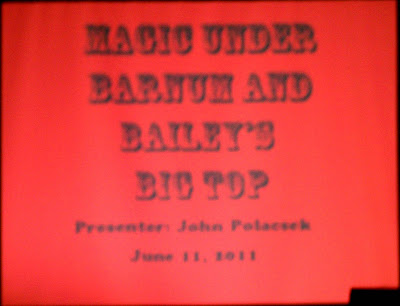 MAGIC UNDER
BARNUM AND
BAILEY'S
BIG TOP
Presenter: John Polacsek
June 11, 2011